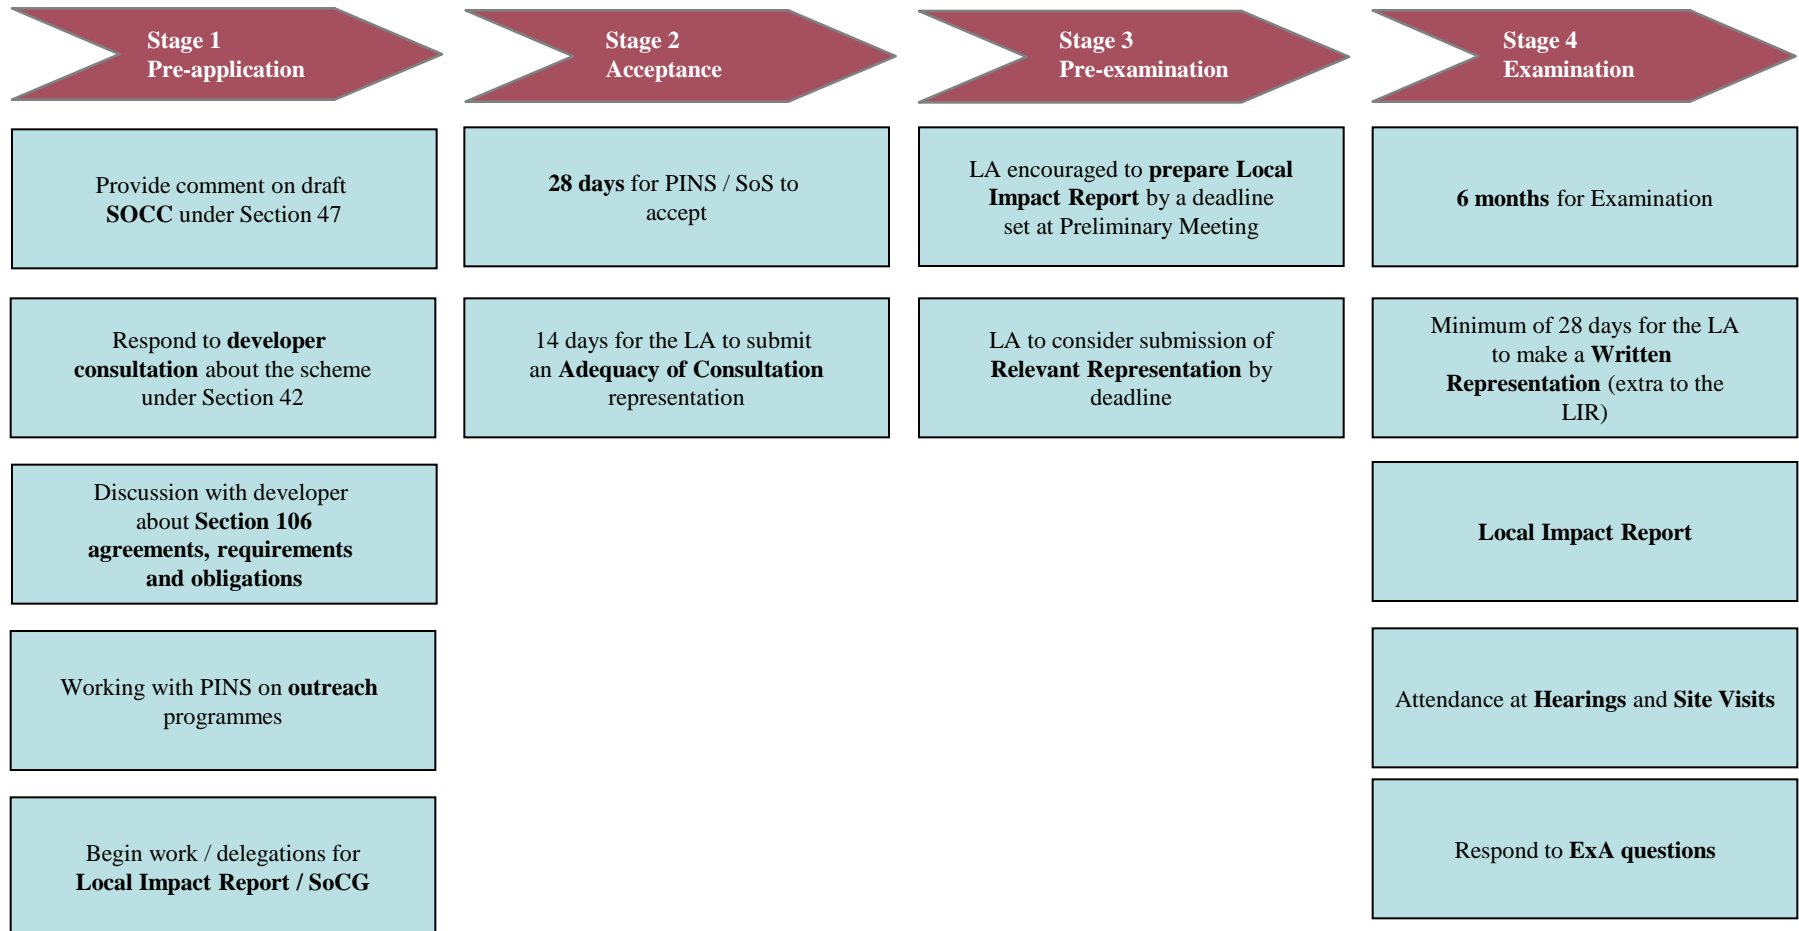 Stage 1
Pre-application
Provide comment on draft
SOCC under Section 47
Respond to developer
consultation about the scheme
under Section 42
Discussion with developer
about Section 106
agreements, requirements
and obligations
Working with PINS on outreach
programmes
Begin work / delegations for
Local Impact Report / SoCG
Stage 2
Acceptance
28 days for PINS / SoS to
accept
14 days for the LA to submit
an Adequacy of Consultation
representation
Stage 3
Pre-examination
LA encouraged to prepare Local
Impact Report by a deadline
set at Preliminary Meeting
LA to consider submission of
Relevant Representation by
deadline
Stage 4
Examination
6 months for Examination
Minimum of 28 days for the LA
to make a Written
Representation (extra to the
LIR)
Local Impact Report
Attendance at Hearings and Site Visits
Respond to ExA questions